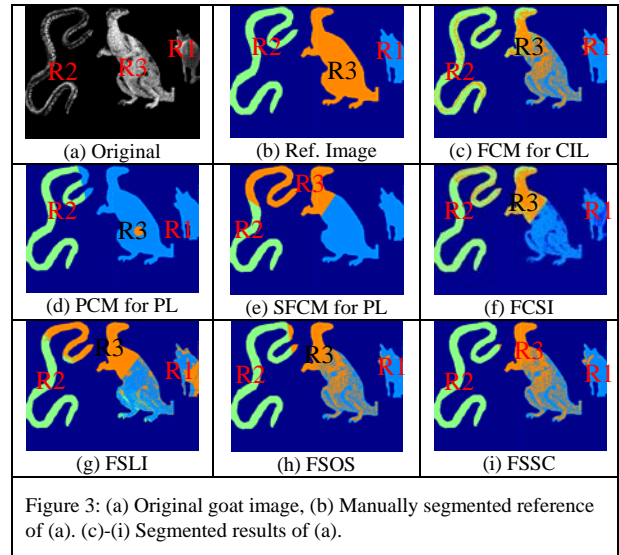 R2 R3 R1
(a) Original
R2 R3 R1
(b) Ref. Image
R2 R3 R1
(c) FCM for CIL
R2 R3 R1
(d) PCM for PL
R3
R2 R1
(e) SFCM for PL
R2 R3 R1
(f) FCSI
R3
R2 R1
(g) FSLI
R3
R2 R1
(h) FSOS
R3
R2 R1
(i) FSSC
Figure 3: (a) Original goat image, (b) Manually segmented reference
of (a). (c)-(i) Segmented results of (a).